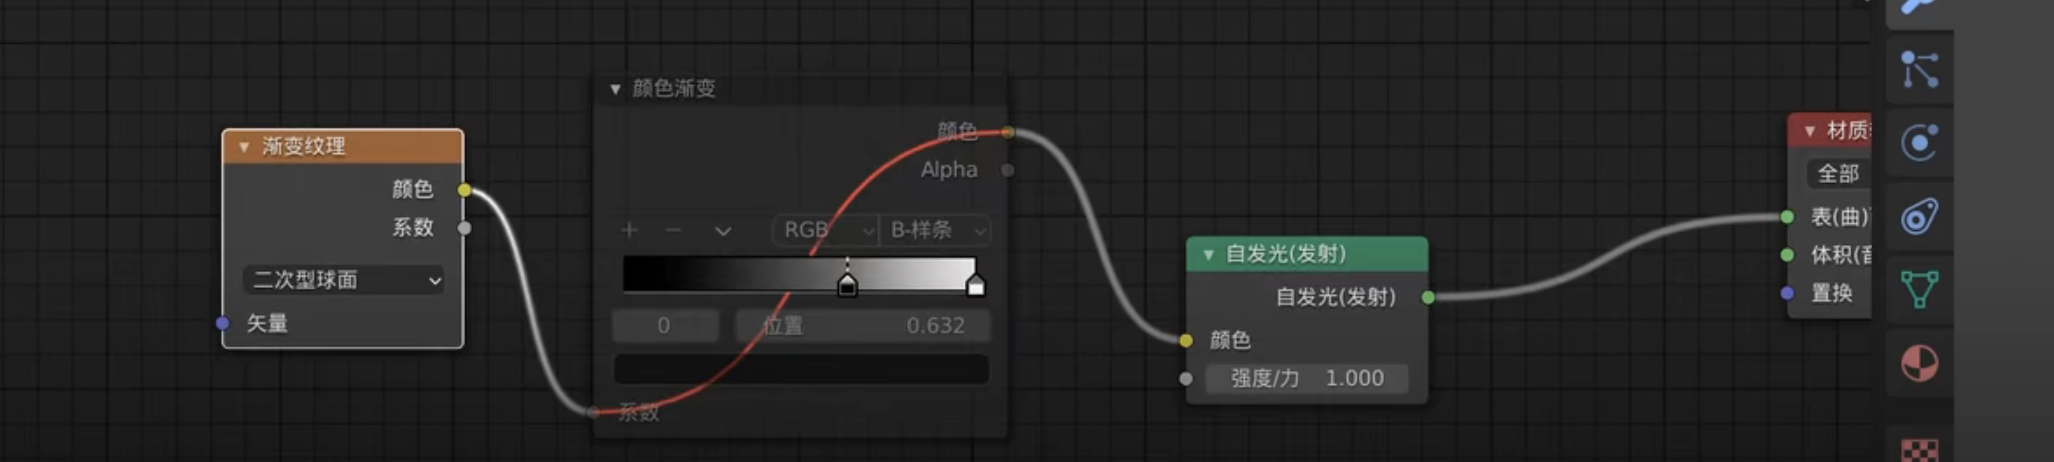 渐变纹理
颜色
系数
二次型球面
矢量
颜色渐变
颜色
Alpha
RGB
B-样条
0
位置 0.632
系数
自发光(发射)
自发光(发射)
颜色
强度/力 1.000
材质
全部
表(曲)
体积(
置换